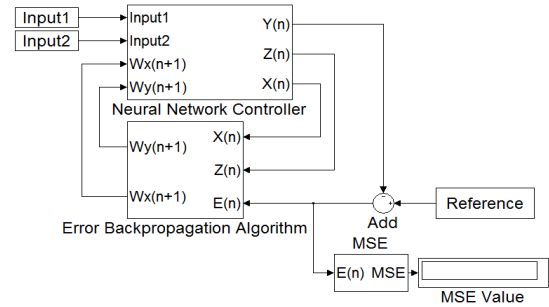 Input1
Input2
Input1
Input2
Wx(n+1)
Wy(n+1)
Y(n)
Z(n)
X(n)
Neural Network Controller
Wy(n+1)
Wx(n+1)
X(n)
Z(n)
E(n)
Error Backpropagation Algorithm
- +
Add
Reference
MSE
E(n) MSE
MSE Value